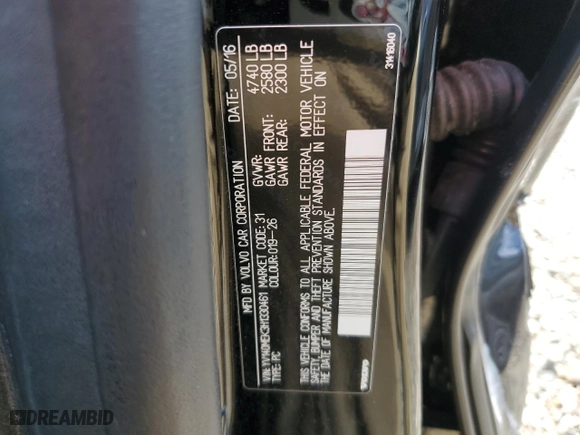 MFD BY VOLVO CAR CORPORATION DATE: 05/16
GVWR: 4740 LB
GAWR FRONT: 2580 LB
GAWR REAR: 2300 LB
MARKET CODE: 31
TYPE: PC COLOUR: 019-26
THIS VEHICLE CONFORMS TO ALL APPLICABLE FEDERAL MOTOR VEHICLE
SAFETY, BUMPER AND THEFT PREVENTION STANDARDS IN EFFECT ON
THE DATE OF MANUFACTURE SHOWN ABOVE.
VOLVO
31416040
DREAMBID